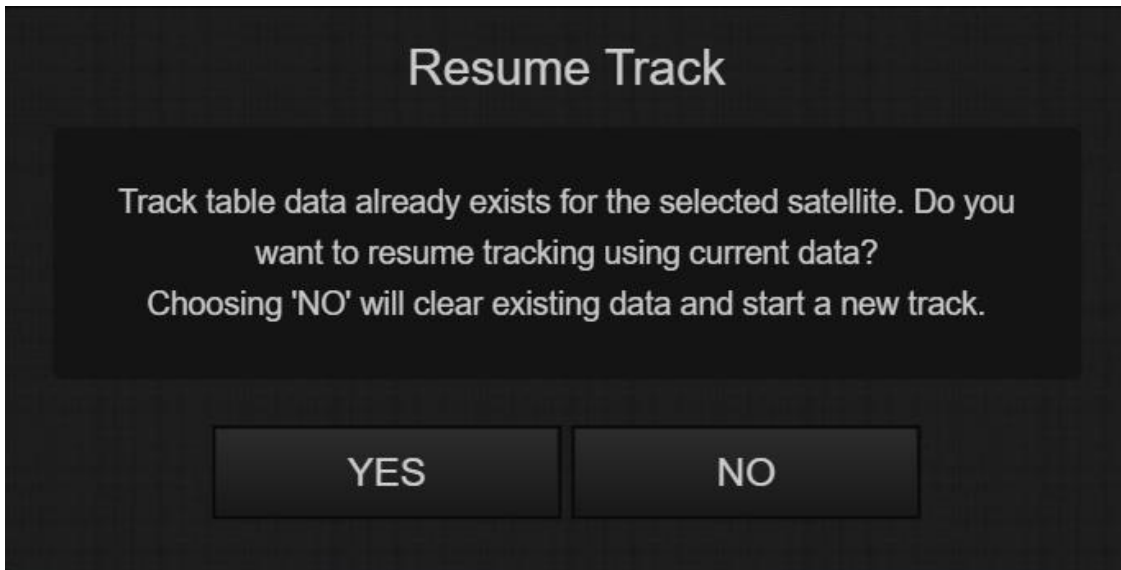 Resume Track
Track table data already exists for the selected satellite. Do you
want to resume tracking using current data?
Choosing 'NO' will clear existing data and start a new track.
YES
NO